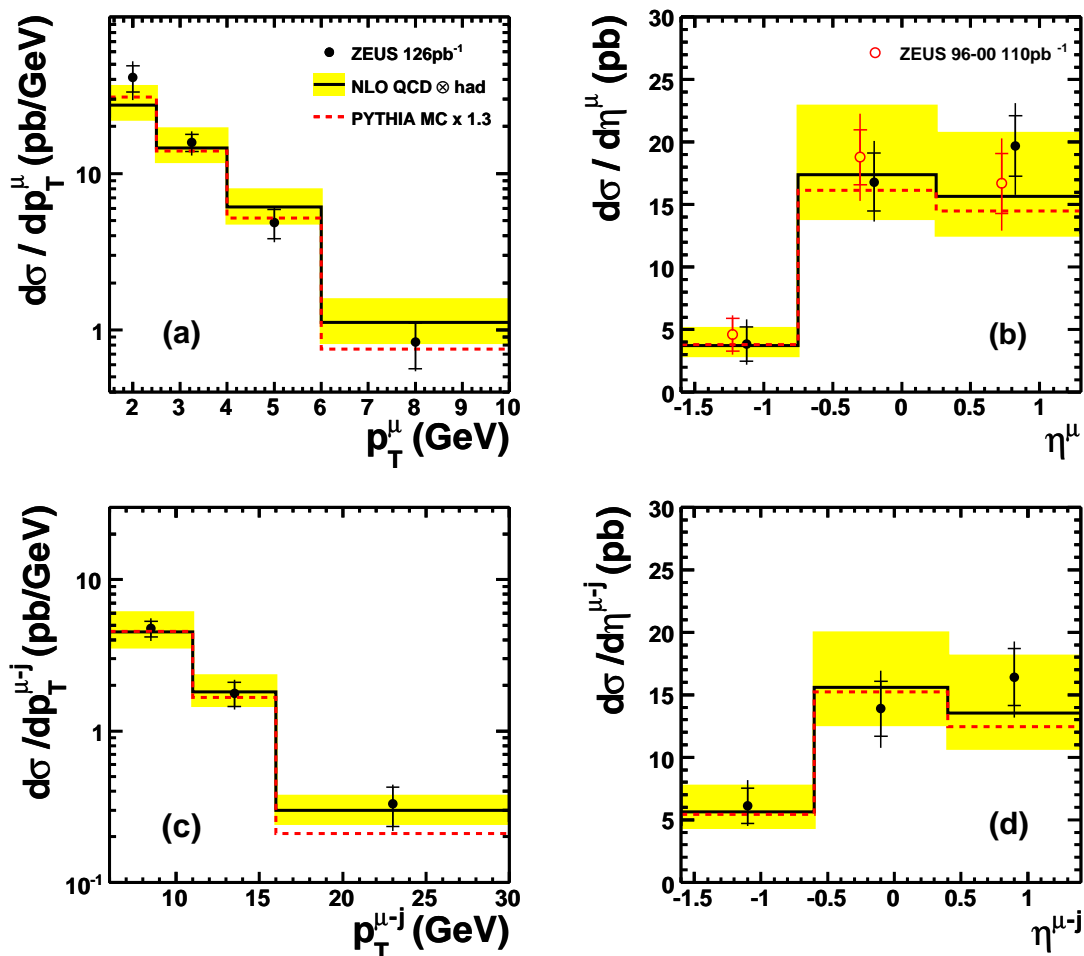 dσ / dp_T^μ (pb/GeV)
10
1
ZEUS 126pb⁻¹
NLO QCD ⊗ had
PYTHIA MC x 1.3
(a)
2 3 4 5 6 7 8 9 10
p_T^μ (GeV)
dσ / dη^μ (pb)
30
25
20
15
10
5
0
ZEUS 96-00 110pb⁻¹
(b)
-1.5 -1 -0.5 0 0.5 1
η^μ
dσ /dp_T^μ-j (pb/GeV)
10
1
10⁻¹
(c)
10 15 20 25 30
p_T^μ-j (GeV)
dσ /dη^μ-j (pb)
30
25
20
15
10
5
0
(d)
-1.5 -1 -0.5 0 0.5 1
η^μ-j